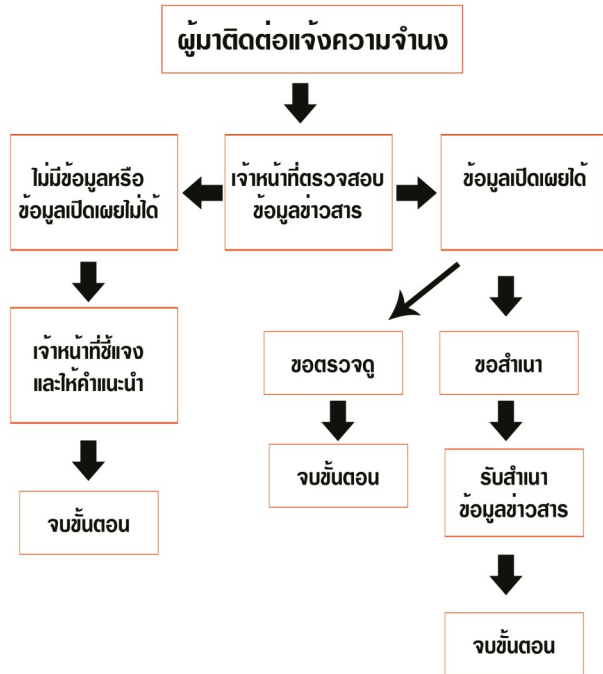 ผู้มาติดต่อแจ้งความจำนง
ไม่มีข้อมูลหรือ
ข้อมูลเปิดเผยไม่ได้
เจ้าหน้าที่ตรวจสอบ
ข้อมูลข่าวสาร
ข้อมูลเปิดเผยได้
เจ้าหน้าที่ชี้แจง
และให้คำแนะนำ
ขอตรวจดู
ขอสำเนา
จบขั้นตอน
จบขั้นตอน
รับสำเนา
ข้อมูลข่าวสาร
จบขั้นตอน